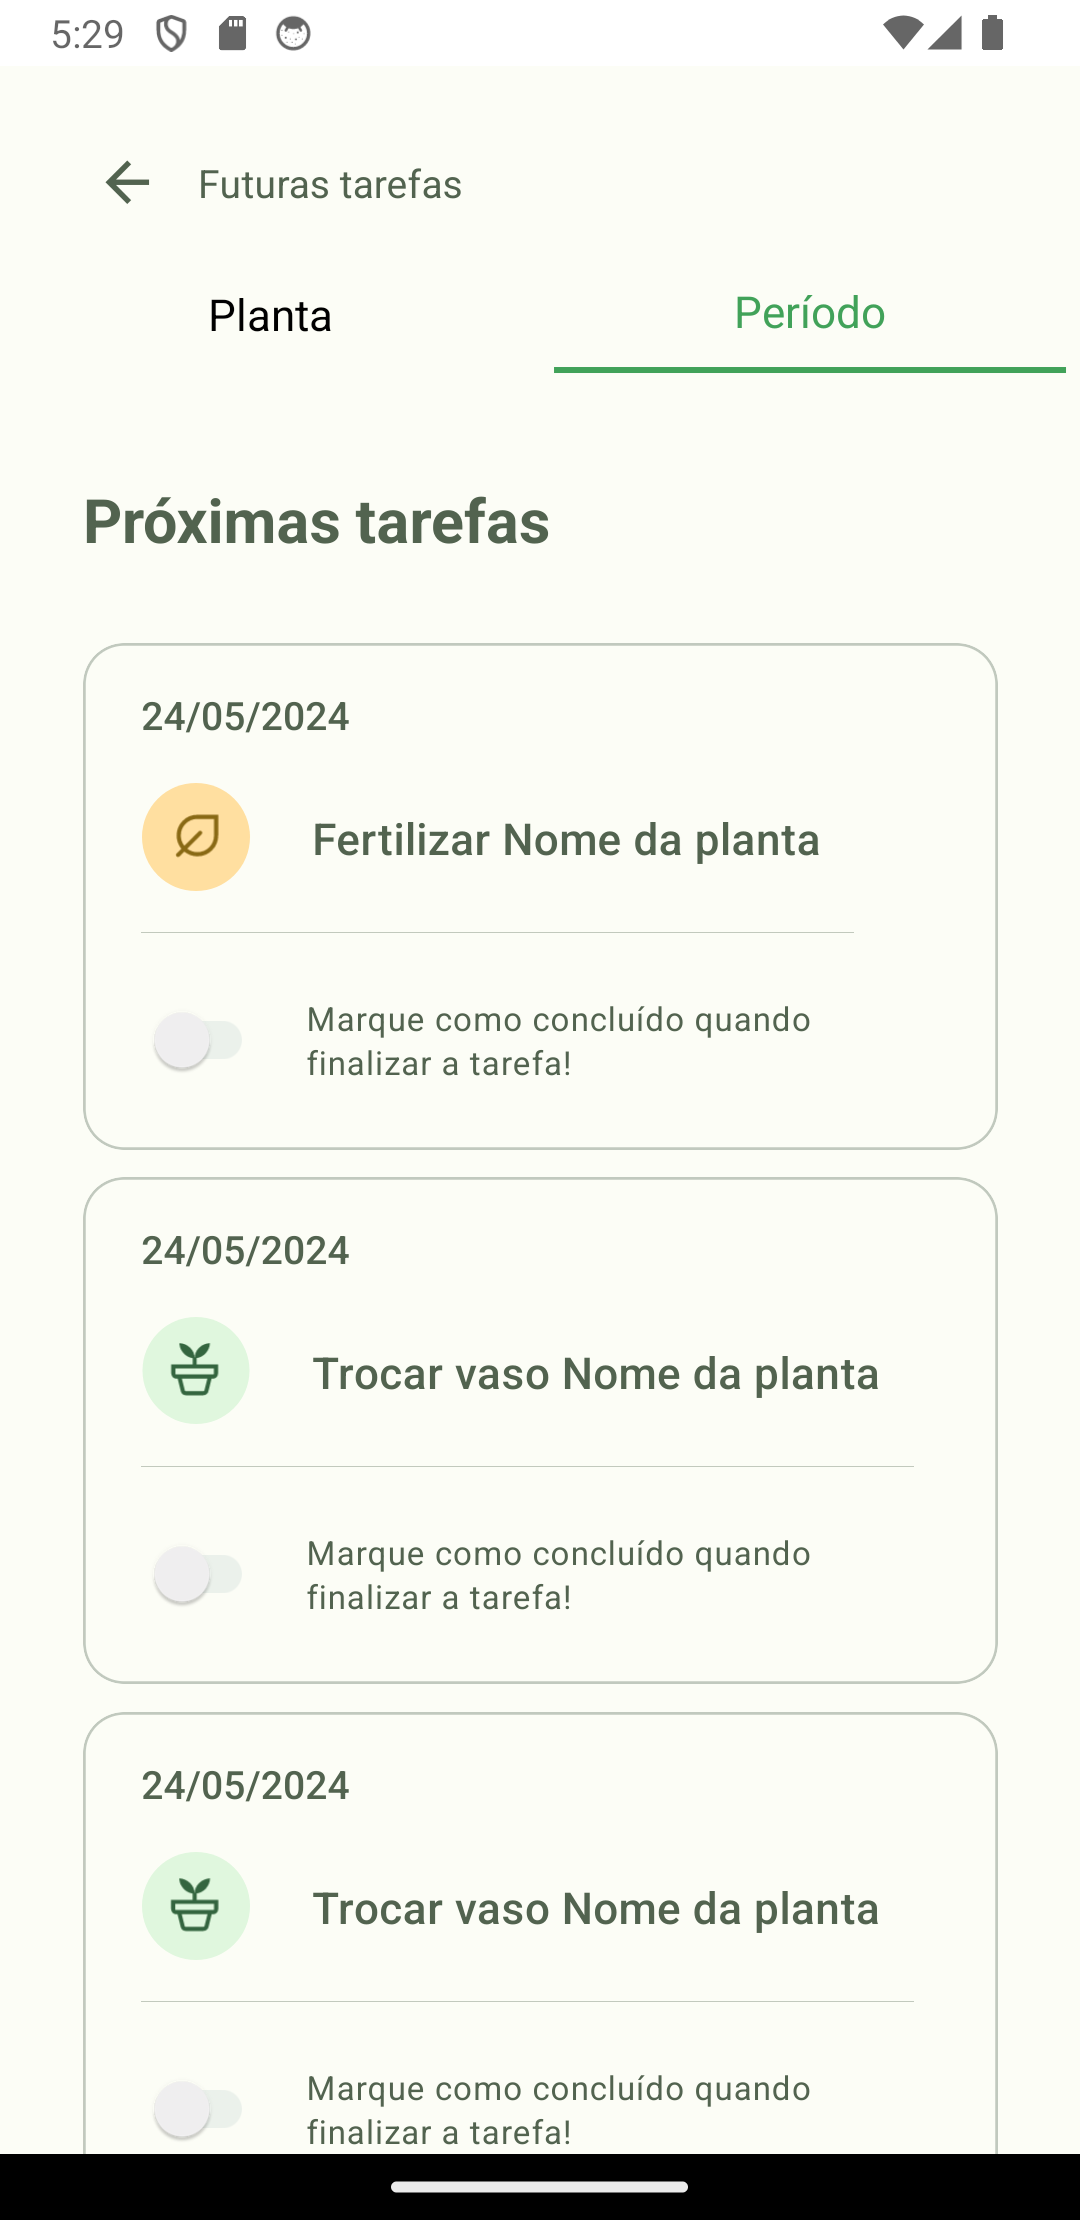 5:29
Futuras tarefas
Planta
Período
Próximas tarefas
24/05/2024
Fertilizar Nome da planta
Marque como concluído quando
finalizar a tarefa!
24/05/2024
Trocar vaso Nome da planta
Marque como concluído quando
finalizar a tarefa!
24/05/2024
Trocar vaso Nome da planta
Marque como concluído quando
finalizar a tarefa!